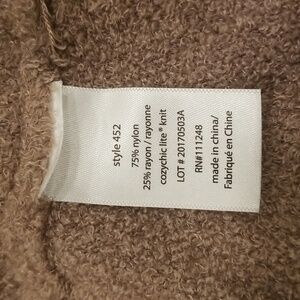 style 452
75% nylon
25% rayon / rayonne
cozychic lite® knit
LOT # 20170503A
RN#111248
made in china/
Fabriqué en Chine